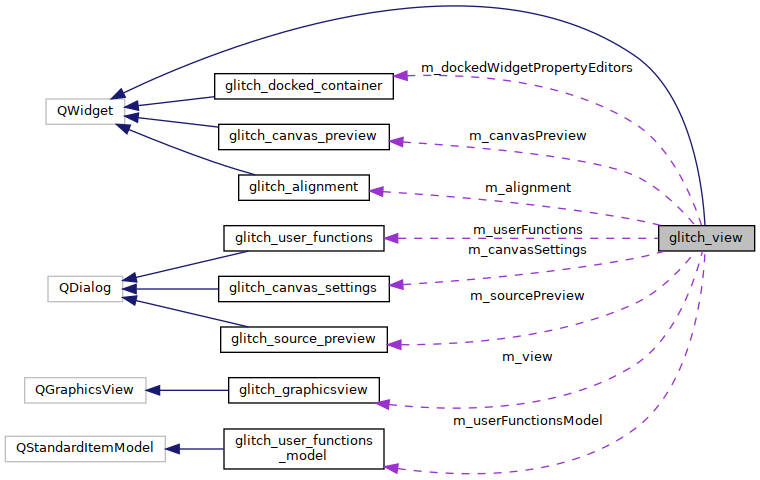 m_dockedWidgetPropertyEditors
glitch_docked_container
QWidget
glitch_canvas_preview
m_canvasPreview
glitch_alignment
m_alignment
glitch_user_functions
m_userFunctions
glitch_view
m_canvasSettings
QDialog
glitch_canvas_settings
m_sourcePreview
glitch_source_preview
m_view
QGraphicsView
glitch_graphicsview
m_userFunctionsModel
QStandardItemModel
glitch_user_functions
_model